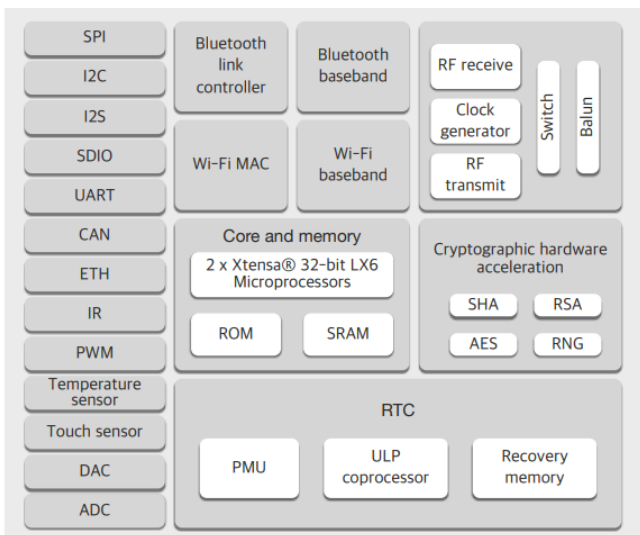 SPI
I2C
I2S
SDIO
UART
CAN
ETH
IR
PWM
Temperature
sensor
Touch sensor
DAC
ADC
Bluetooth
link
controller
Bluetooth
baseband
Wi-Fi MAC
Wi-Fi
baseband
RF receive
Clock
generator
RF
transmit
Switch
Balun
Core and memory
2 x Xtensa® 32-bit LX6
Microprocessors
ROM
SRAM
Cryptographic hardware
acceleration
SHA
RSA
AES
RNG
RTC
PMU
ULP
coprocessor
Recovery
memory